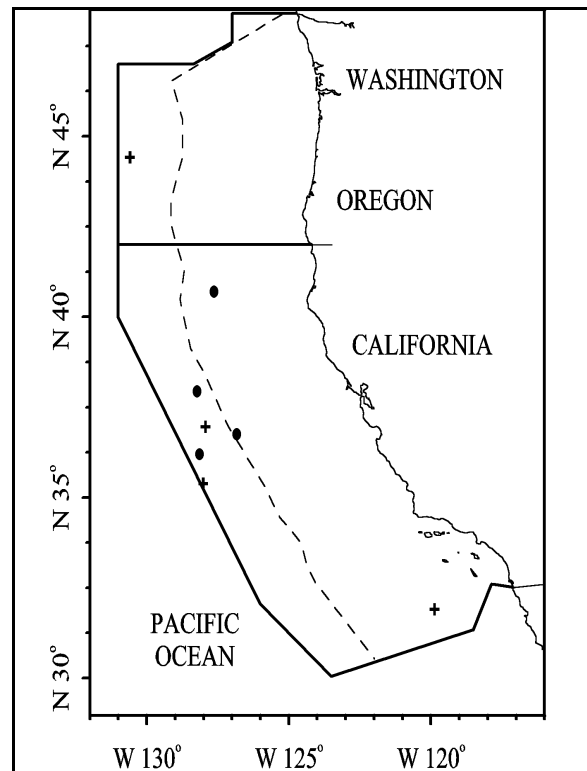 WASHINGTON
N 45°
OREGON
N 40°
CALIFORNIA
N 35°
PACIFIC
OCEAN
N 30°
W 130° W 125° W 120°